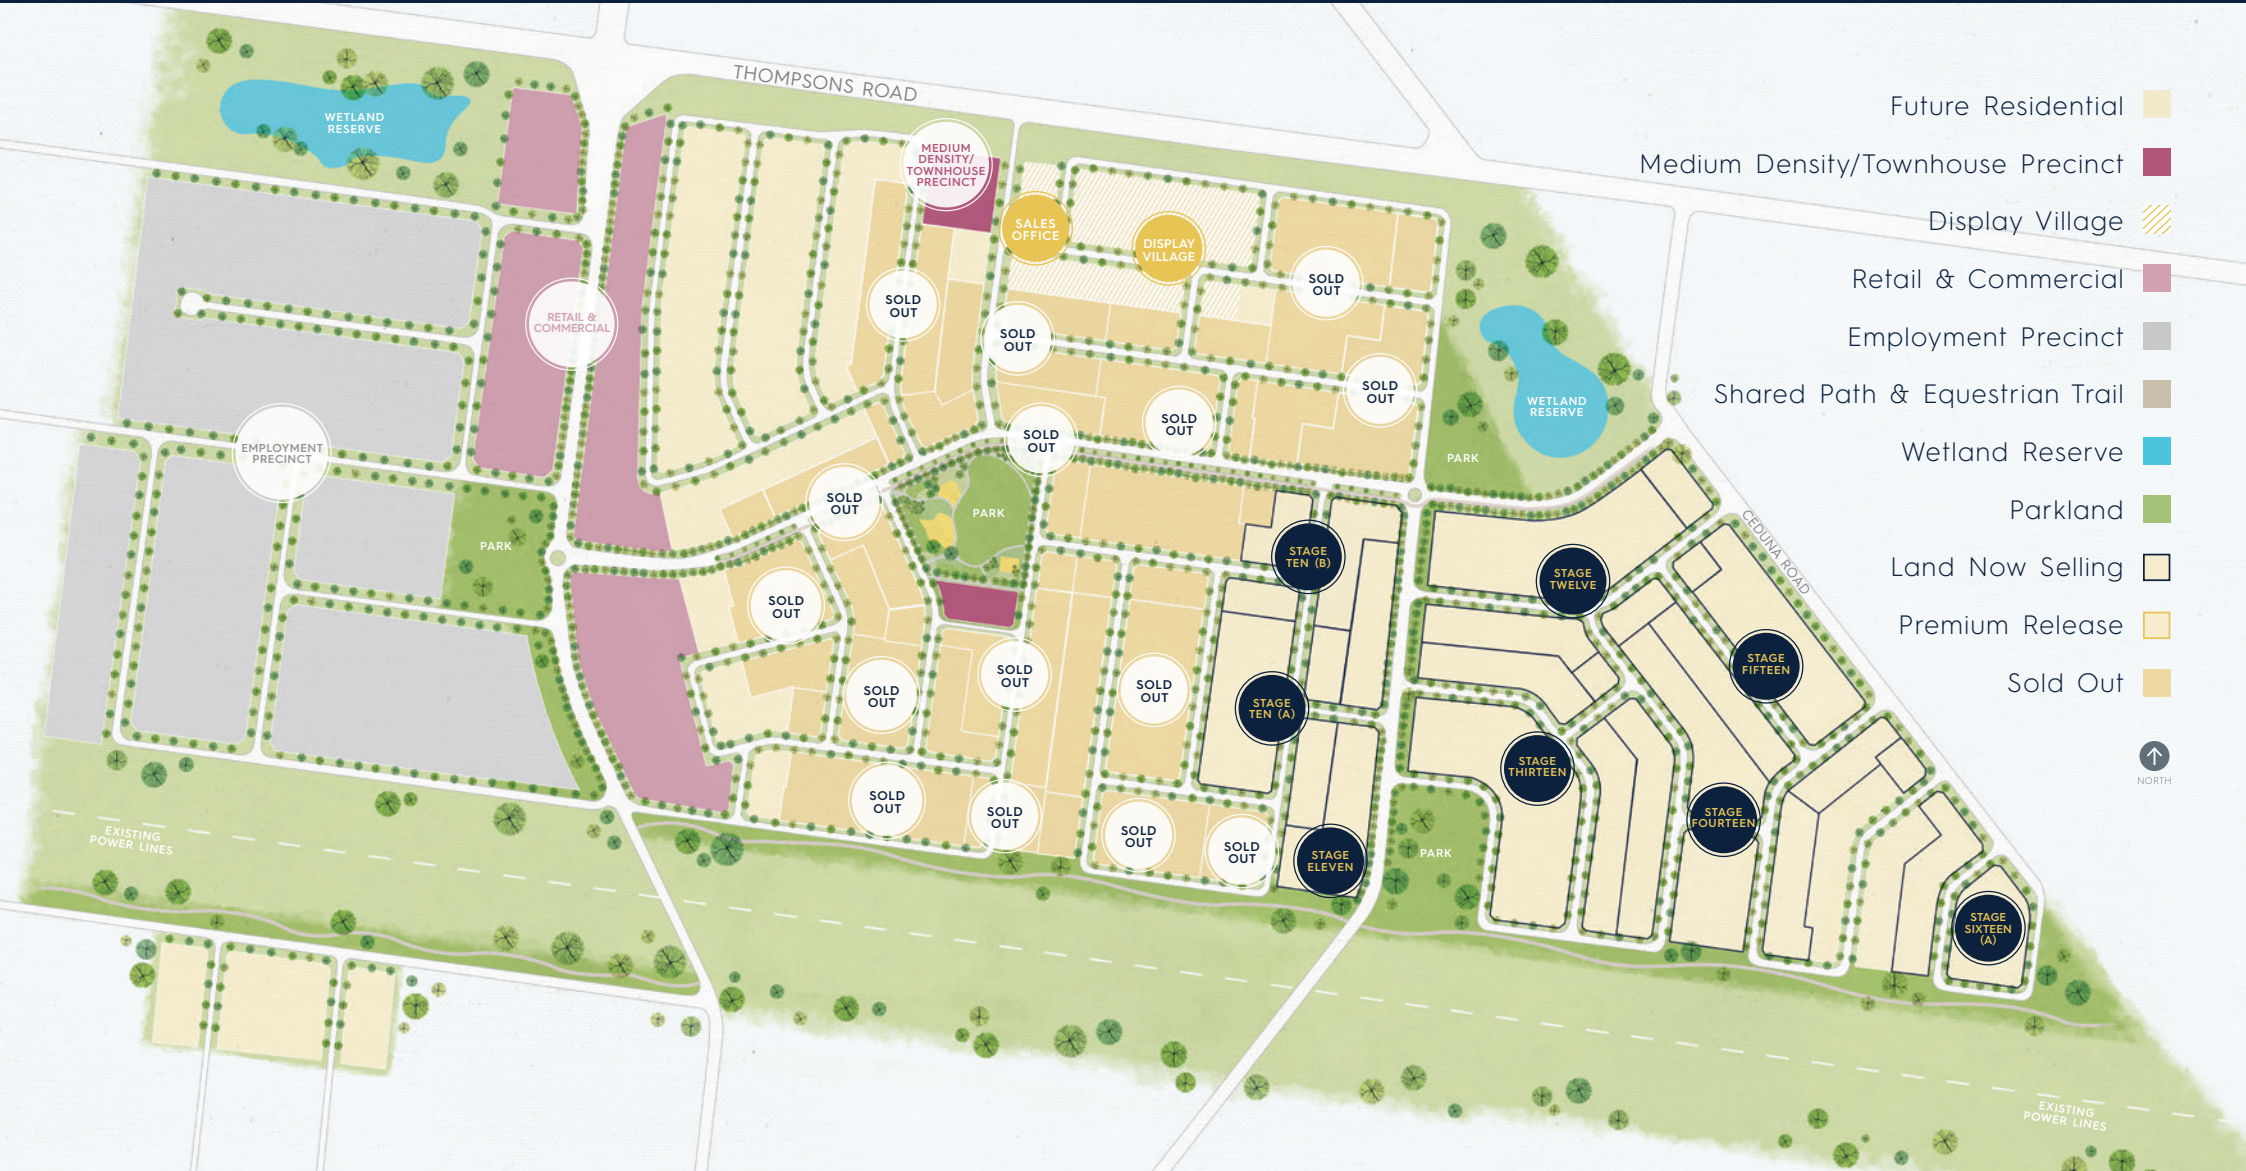 THOMPSONS ROAD
WETLAND
RESERVE
MEDIUM
DENSITY/
TOWNHOUSE
PRECINCT
SALES
OFFICE
DISPLAY
VILLAGE
SOLD
OUT
SOLD
OUT
SOLD
OUT
RETAIL &
COMMERCIAL
SOLD
OUT
SOLD
OUT
SOLD
OUT
WETLAND
RESERVE
PARK
EMPLOYMENT
PRECINCT
SOLD
OUT
PARK
PARK
CEDUNA ROAD
STAGE
TEN (B)
STAGE
TWELVE
SOLD
OUT
SOLD
OUT
SOLD
OUT
SOLD
OUT
STAGE
TEN (A)
STAGE
FIFTEEN
STAGE
THIRTEEN
STAGE
FOURTEEN
SOLD
OUT
SOLD
OUT
SOLD
OUT
SOLD
OUT
STAGE
ELEVEN
PARK
STAGE
SIXTEEN
(A)
EXISTING
POWER LINES
EXISTING
POWER LINES
Future Residential
Medium Density/Townhouse Precinct
Display Village
Retail & Commercial
Employment Precinct
Shared Path & Equestrian Trail
Wetland Reserve
Parkland
Land Now Selling
Premium Release
Sold Out
NORTH